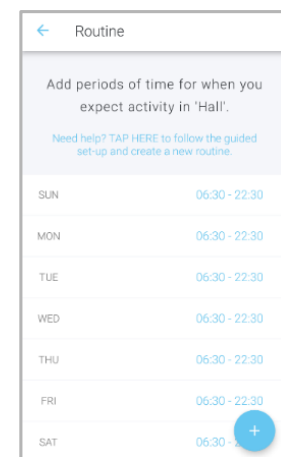 Routine
Add periods of time for when you
expect activity in 'Hall'.
Need help? TAP HERE to follow the guided
set-up and create a new routine.
SUN 06:30 - 22:30
MON 06:30 - 22:30
TUE 06:30 - 22:30
WED 06:30 - 22:30
THU 06:30 - 22:30
FRI 06:30 - 22:30
SAT 06:30 -